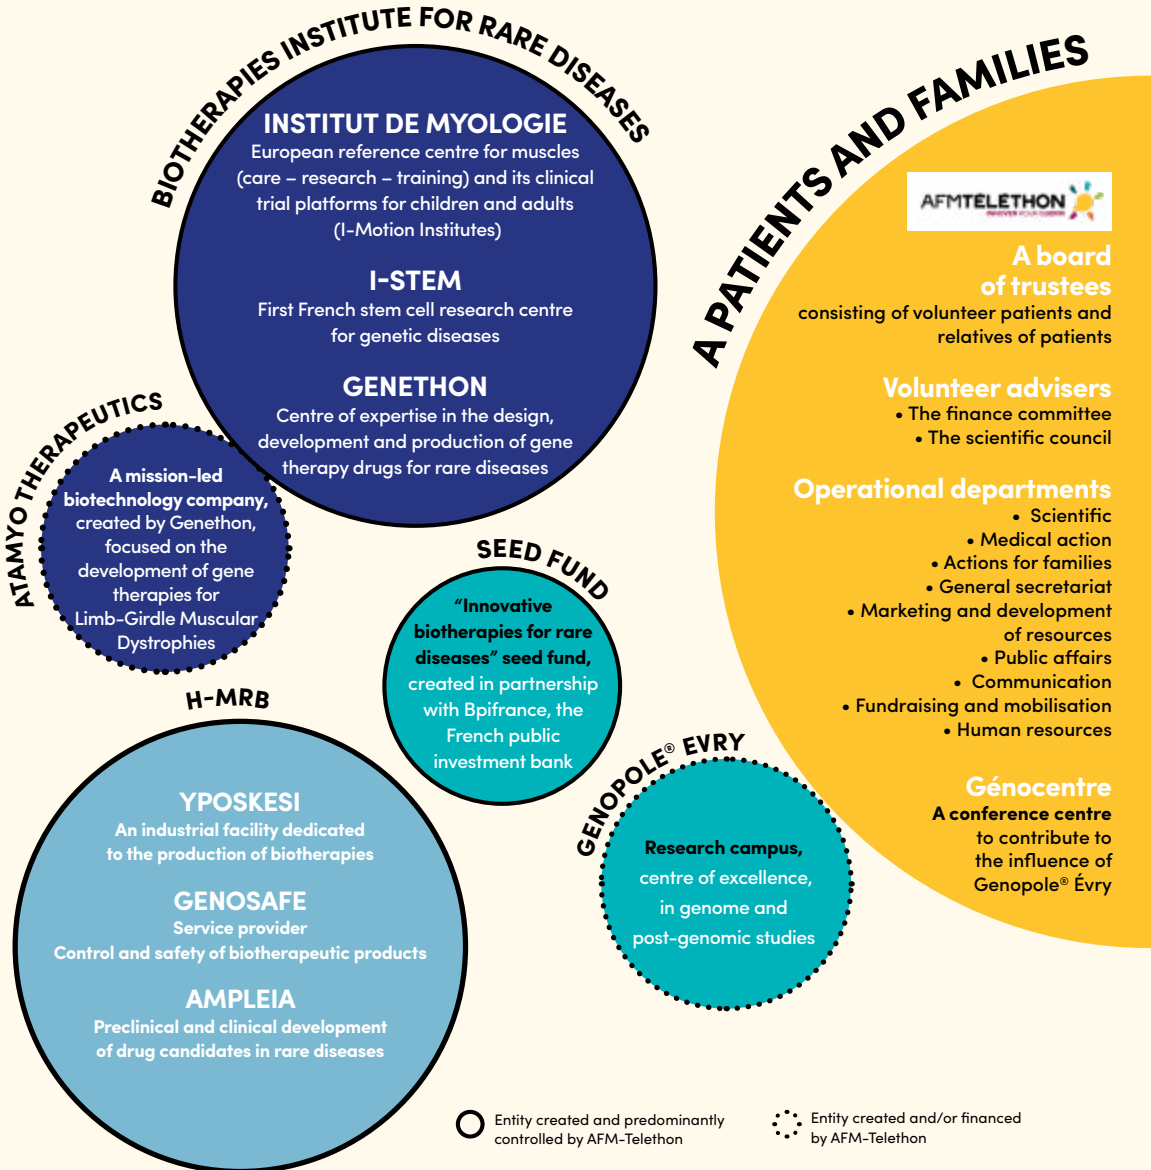 BIOTHERAPIES INSTITUTE FOR RARE DISEASES
INSTITUT DE MYOLOGIE
European reference centre for muscles
(care – research – training) and its clinical
trial platforms for children and adults
(I-Motion Institutes)
I-STEM
First French stem cell research centre
for genetic diseases
GENETHON
Centre of expertise in the design,
development and production of gene
therapy drugs for rare diseases
ATAMYO THERAPEUTICS
A mission-led
biotechnology company,
created by Genethon,
focused on the
development of gene
therapies for
Limb-Girdle Muscular
Dystrophies
SEED FUND
“Innovative
biotherapies for rare
diseases” seed fund,
created in partnership
with Bpifrance, the
French public
investment bank
H-MRB
YPOSKESI
An industrial facility dedicated
to the production of biotherapies
GENOSAFE
Service provider
Control and safety of biotherapeutic products
AMPLEIA
Preclinical and clinical development
of drug candidates in rare diseases
GENOPOLE® EVRY
Research campus,
centre of excellence,
in genome and
post-genomic studies
A PATIENTS AND FAMILIES
AFMTÉLÉTHON
A board
of trustees
consisting of volunteer patients and
relatives of patients
Volunteer advisers
• The finance committee
• The scientific council
Operational departments
• Scientific
• Medical action
• Actions for families
• General secretariat
• Marketing and development
of resources
• Public affairs
• Communication
• Fundraising and mobilisation
• Human resources
Génocentre
A conference centre
to contribute to
the influence of
Genopole® Évry
Entity created and predominantly
controlled by AFM-Telethon
Entity created and/or financed
by AFM-Telethon